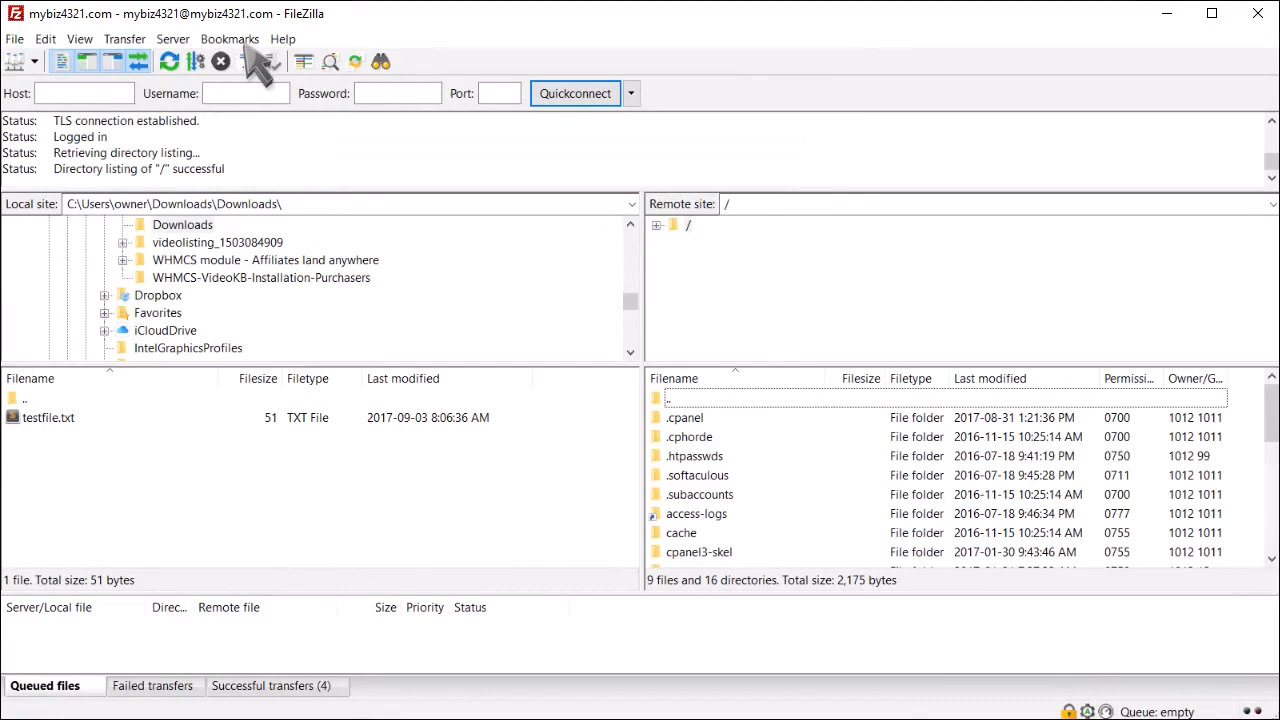 mybiz4321.com - mybiz4321@mybiz4321.com - FileZilla
File Edit View Transfer Server Bookmarks Help
Host: Username: Password: Port: Quickconnect
Status: TLS connection established.
Status: Logged in
Status: Retrieving directory listing...
Status: Directory listing of "/" successful
Local site: C:\Users\owner\Downloads\Downloads\
Remote site: /
Downloads
videolisting_1503084909
WHMCS module - Affiliates land anywhere
WHMCS-VideoKB-Installation-Purchasers
Dropbox
Favorites
iCloudDrive
IntelGraphicsProfiles
/
Filename Filesize Filetype Last modified
..
testfile.txt 51 TXT File 2017-09-03 8:06:36 AM
1 file. Total size: 51 bytes
Filename Filesize Filetype Last modified Permissi... Owner/G...
..
.cpanel File folder 2017-08-31 1:21:36 PM 0700 1012 1011
.cphorde File folder 2016-11-15 10:25:14 AM 0700 1012 1011
.htpasswds File folder 2016-07-18 9:41:19 PM 0750 1012 99
.softaculous File folder 2016-07-18 9:45:28 PM 0711 1012 1011
.subaccounts File folder 2016-11-15 10:25:14 AM 0700 1012 1011
access-logs File folder 2016-07-18 9:46:34 PM 0777 1012 1011
cache File folder 2016-11-15 10:25:14 AM 0755 1012 1011
cpanel3-skel File folder 2017-01-30 9:43:46 AM 0755 1012 1011
9 files and 16 directories. Total size: 2,175 bytes
Server/Local file Direc... Remote file Size Priority Status
Queued files Failed transfers Successful transfers (4)
Queue: empty